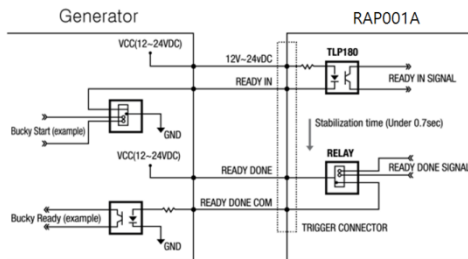 Generator
RAP001A
VCC(12~24VDC)
12V~24vDC
TLP180
READY IN
READY IN SIGNAL
GND
Bucky Start (example)
Stabilization time (Under 0.7sec)
VCC(12~24VDC)
RELAY
READY DONE
READY DONE SIGNAL
READY DONE COM
Bucky Ready (example)
TRIGGER CONNECTOR
GND